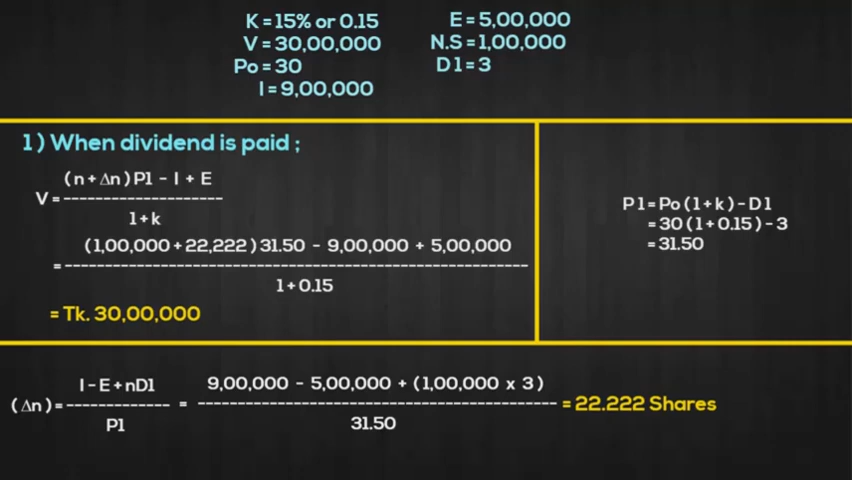 K = 15% or 0.15
V = 30,00,000
Po = 30
I = 9,00,000
E = 5,00,000
N.S = 1,00,000
D1 = 3
1) When dividend is paid ;
(n + Δn) P1 - I + E
V = --------------------
1+k
(1,00,000 + 22,222) 31.50 - 9,00,000 + 5,00,000
= ----------------------------------------------------------
1 + 0.15
= Tk. 30,00,000
P1 = Po (1+k) - D1
= 30 (1 + 0.15) - 3
= 31.50
I - E + nD1
(Δn) = ------------- = 9,00,000 - 5,00,000 + (1,00,000 x 3)
P1
--------------------------------------------- = 22.222 Shares
31.50